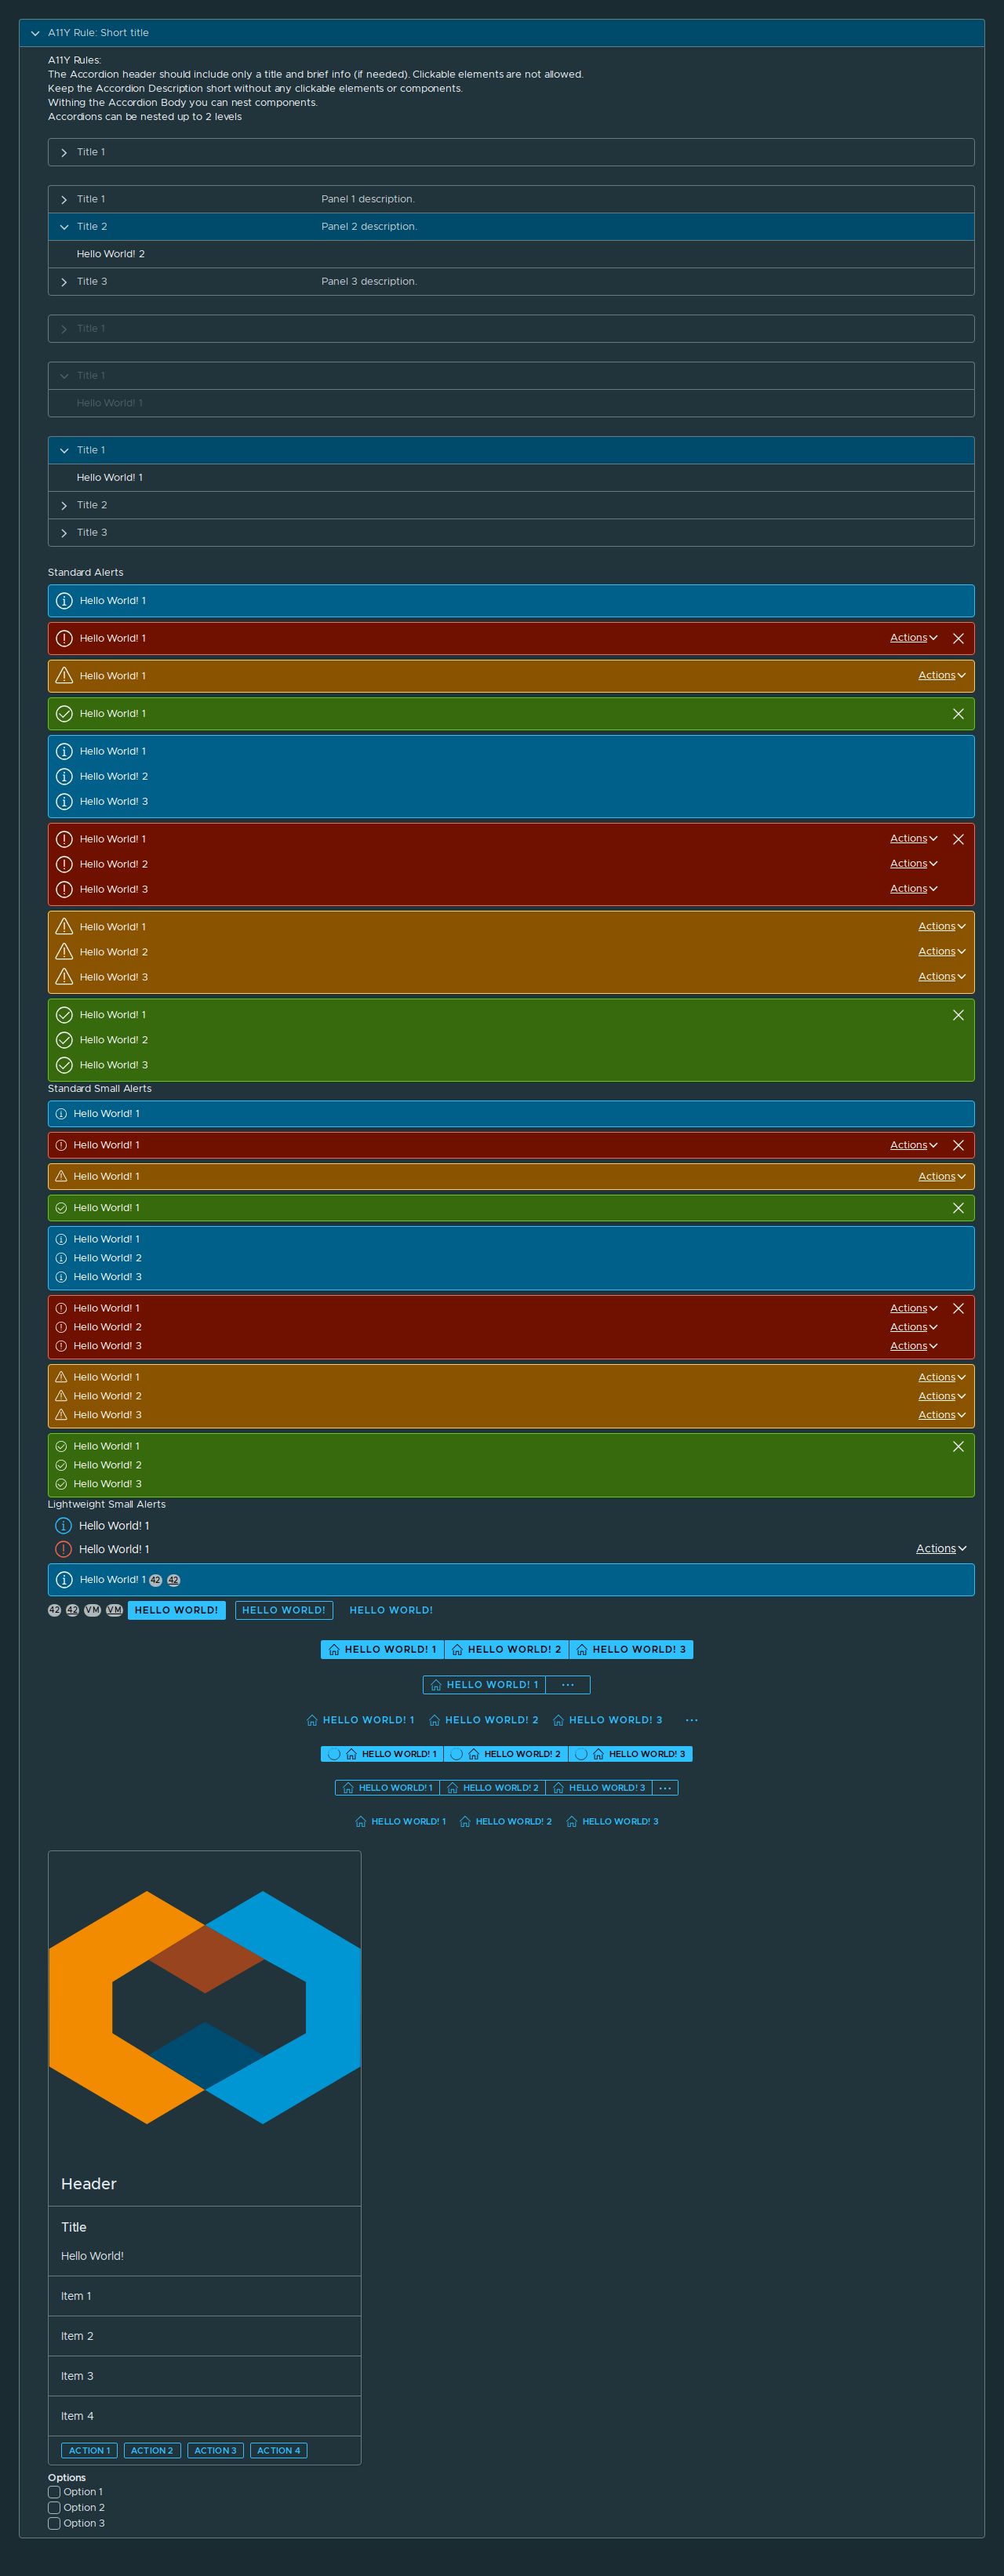 A11Y Rule: Short title
A11Y Rules:
The Accordion header should include only a title and brief info (if needed). Clickable elements are not allowed.
Keep the Accordion Description short without any clickable elements or components.
Withing the Accordion Body you can nest components.
Accordions can be nested up to 2 levels
Title 1
Title 1 Panel 1 description.
Title 2 Panel 2 description.
Hello World! 2
Title 3 Panel 3 description.
Title 1
Title 1
Hello World! 1
Title 1
Hello World! 1
Title 2
Title 3
Standard Alerts
Hello World! 1
Hello World! 1 Actions
Hello World! 1 Actions
Hello World! 1
Hello World! 1
Hello World! 2
Hello World! 3
Hello World! 1 Actions
Hello World! 2 Actions
Hello World! 3 Actions
Hello World! 1 Actions
Hello World! 2 Actions
Hello World! 3 Actions
Hello World! 1
Hello World! 2
Hello World! 3
Standard Small Alerts
Hello World! 1
Hello World! 1 Actions
Hello World! 1 Actions
Hello World! 1
Hello World! 1
Hello World! 2
Hello World! 3
Hello World! 1 Actions
Hello World! 2 Actions
Hello World! 3 Actions
Hello World! 1 Actions
Hello World! 2 Actions
Hello World! 3 Actions
Hello World! 1
Hello World! 2
Hello World! 3
Lightweight Small Alerts
Hello World! 1
Hello World! 1 Actions
Hello World! 1 42 42
42 42 VM VM HELLO WORLD! HELLO WORLD! HELLO WORLD!
HELLO WORLD! 1 HELLO WORLD! 2 HELLO WORLD! 3
HELLO WORLD! 1 ...
HELLO WORLD! 1 HELLO WORLD! 2 HELLO WORLD! 3 ...
HELLO WORLD! 1 HELLO WORLD! 2 HELLO WORLD! 3
HELLO WORLD! 1 HELLO WORLD! 2 HELLO WORLD! 3 ...
HELLO WORLD! 1 HELLO WORLD! 2 HELLO WORLD! 3
Header
Title
Hello World!
Item 1
Item 2
Item 3
Item 4
ACTION 1 ACTION 2 ACTION 3 ACTION 4
Options
Option 1
Option 2
Option 3